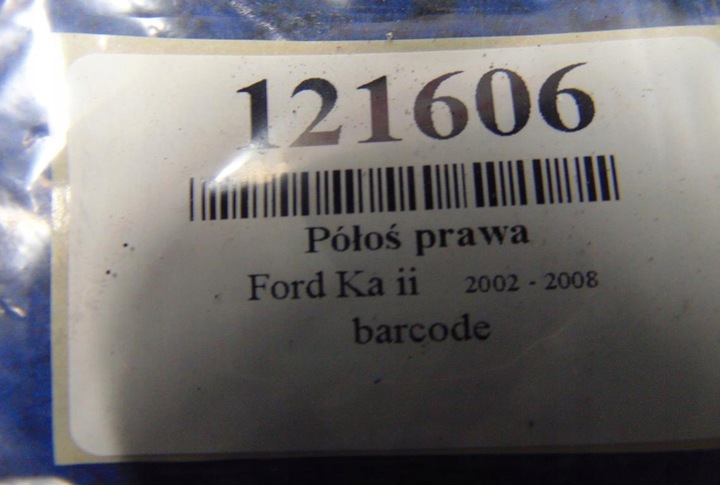 121606
Półoś prawa
Ford Ka ii 2002 - 2008
barcode